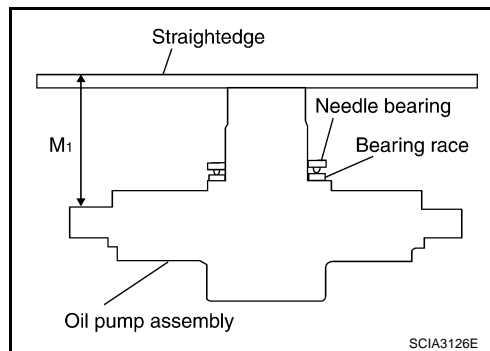 Straightedge
Needle bearing
M1
Bearing race
Oil pump assembly
SCIA3126E